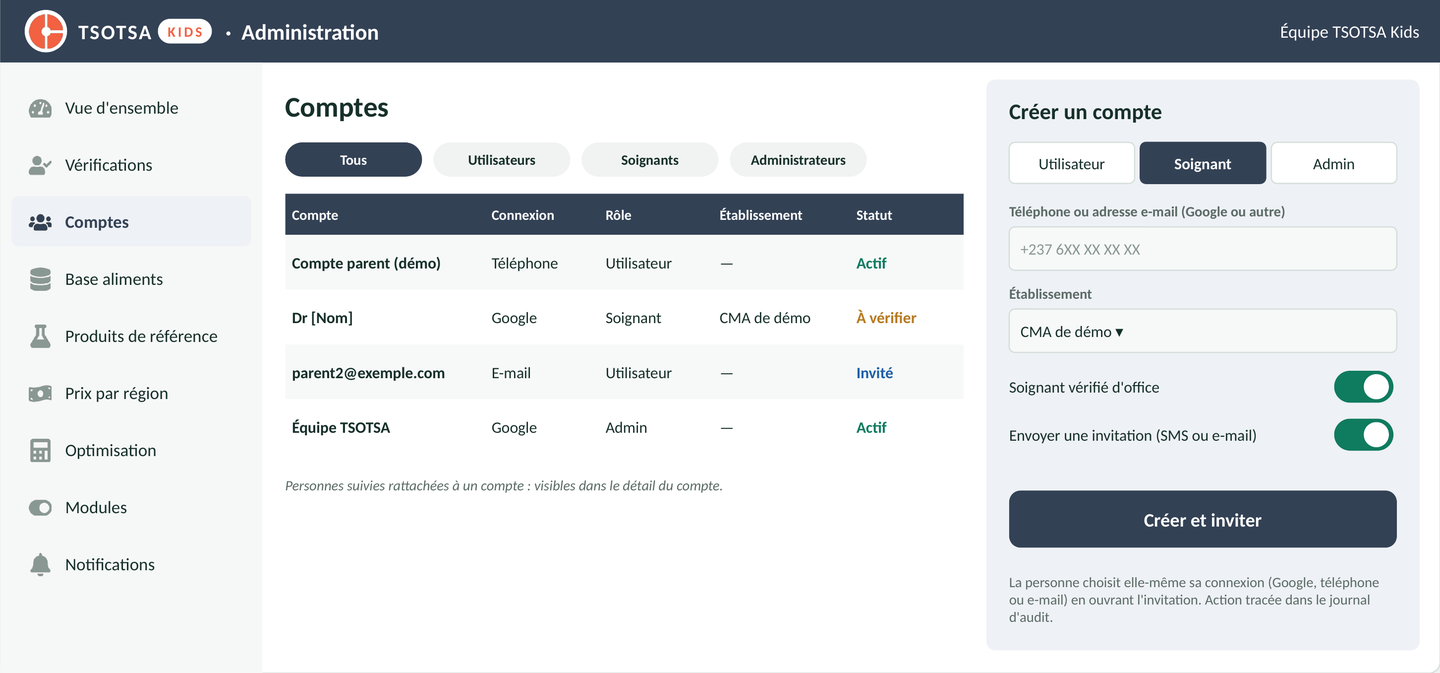 TSOTSA KIDS · Administration
Équipe TSOTSA Kids
Vue d'ensemble
Vérifications
Comptes
Base aliments
Produits de référence
Prix par région
Optimisation
Modules
Notifications
Comptes
Tous Utilisateurs Soignants Administrateurs
Compte Connexion Rôle Établissement Statut
Compte parent (démo) Téléphone Utilisateur — Actif
Dr [Nom] Google Soignant CMA de démo À vérifier
parent2@exemple.com E-mail Utilisateur — Invité
Équipe TSOTSA Google Admin — Actif
Personnes suivies rattachées à un compte : visibles dans le détail du compte.
Créer un compte
Utilisateur Soignant Admin
Téléphone ou adresse e-mail (Google ou autre)
+237 6XX XX XX XX
Établissement
CMA de démo ▾
Soignant vérifié d'office
Envoyer une invitation (SMS ou e-mail)
Créer et inviter
La personne choisit elle-même sa connexion (Google, téléphone
ou e-mail) en ouvrant l'invitation. Action tracée dans le journal
d'audit.